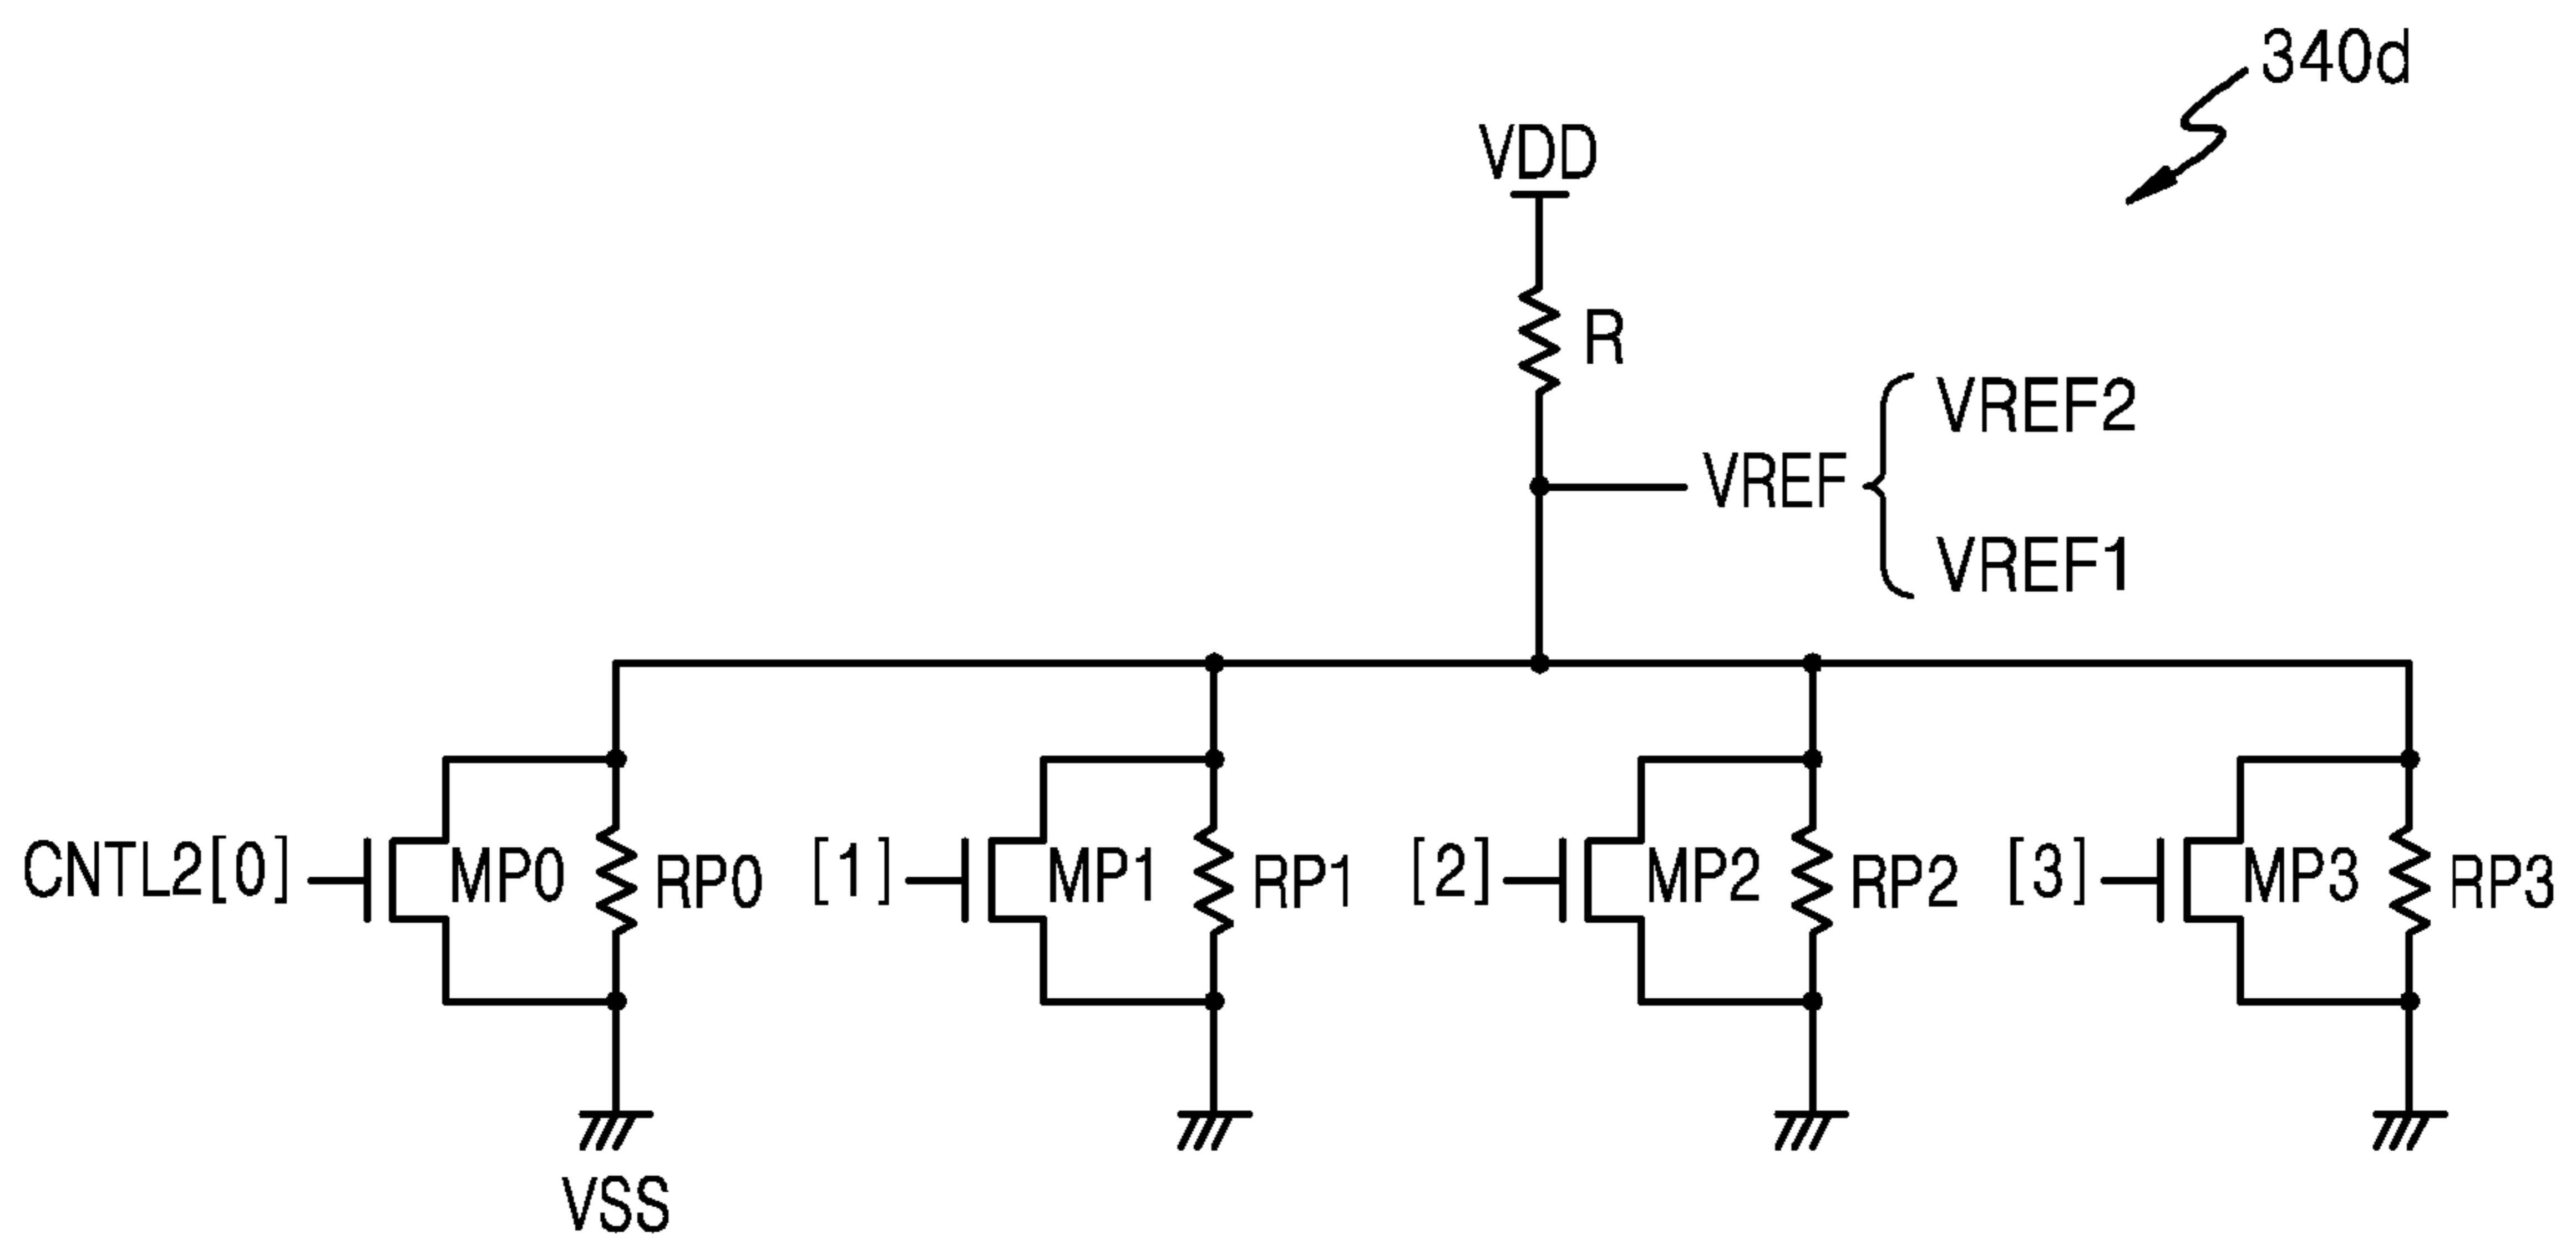 340d
VDD
R
VREF2
VREF
VREF1
CNTL2[0] MP0 RP0 [1] MP1 RP1 [2] MP2 RP2 [3] MP3 RP3
VSS